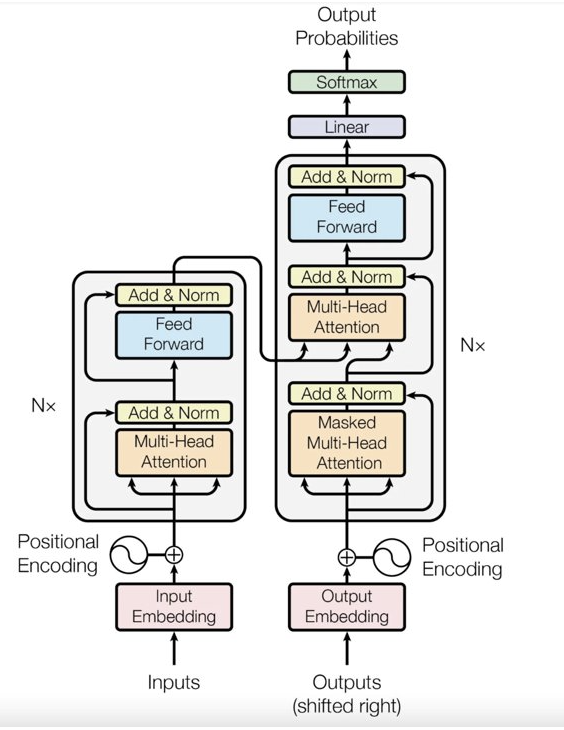 Output
Probabilities
Softmax
Linear
Add & Norm
Feed
Forward
Add & Norm
Multi-Head
Attention
Add & Norm
Masked
Multi-Head
Attention
Nx
Add & Norm
Feed
Forward
Add & Norm
Multi-Head
Attention
Nx
Positional
Encoding
Positional
Encoding
Input
Embedding
Output
Embedding
Inputs
Outputs
(shifted right)